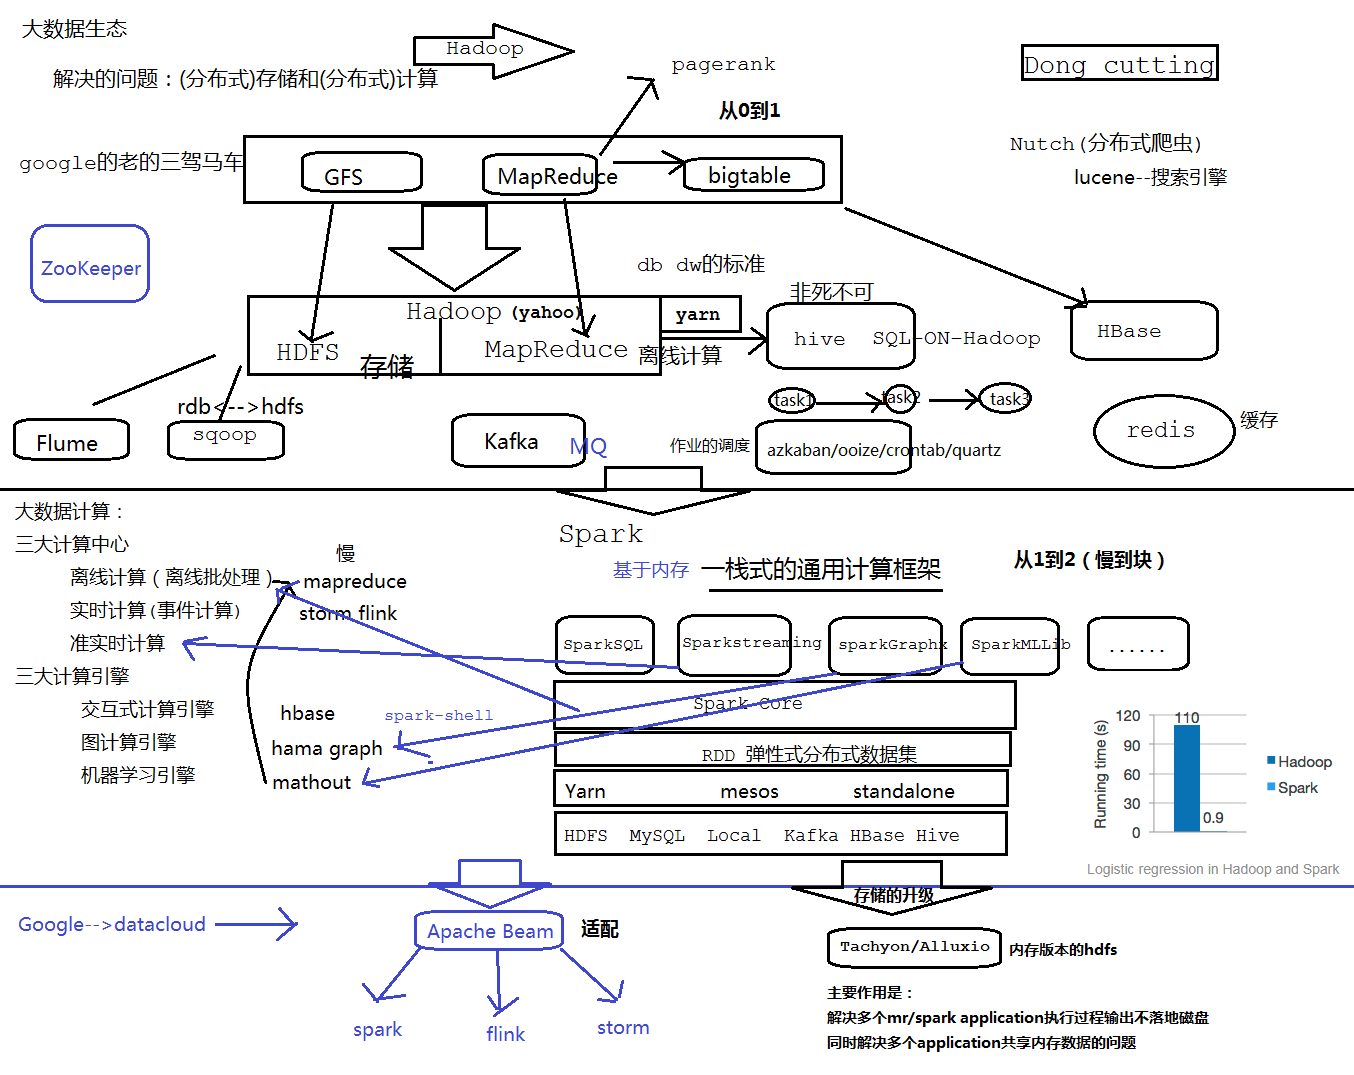 大数据生态
Hadoop
解决的问题：(分布式)存储和(分布式)计算
pagerank
Dong cutting
从0到1
google的老的三驾马车
GFS
MapReduce
bigtable
Nutch(分布式爬虫)
lucene--搜索引擎
ZooKeeper
db dw的标准
非死不可
Hadoop (yahoo)
yarn
HDFS
存储
MapReduce
离线计算
hive SQL-ON-Hadoop
HBase
rdb<-->hdfs
task1
task2
task3
Flume
sqoop
Kafka
MQ
作业的调度
azkaban/ooize/crontab/quartz
redis
缓存
大数据计算：
三大计算中心
离线计算（离线批处理）
实时计算(事件计算)
准实时计算
三大计算引擎
交互式计算引擎
图计算引擎
机器学习引擎
慢
mapreduce
storm flink
hbase
spark-shell
hama graph
mathout
Spark
基于内存
一栈式的通用计算框架
从1到2（慢到块）
SparkSQL
Sparkstreaming
sparkGraphx
SparkMLLib
......
Spark Core
RDD 弹性式分布式数据集
Yarn mesos standalone
HDFS MySQL Local Kafka HBase Hive
Running time (s)
120
90
60
30
0
110
0.9
Hadoop
Spark
Logistic regression in Hadoop and Spark
存储的升级
Google-->datacloud
Apache Beam
适配
spark
flink
storm
Tachyon/Alluxio
内存版本的hdfs
主要作用是：
解决多个mr/spark application执行过程输出不落地磁盘
同时解决多个application共享内存数据的问题